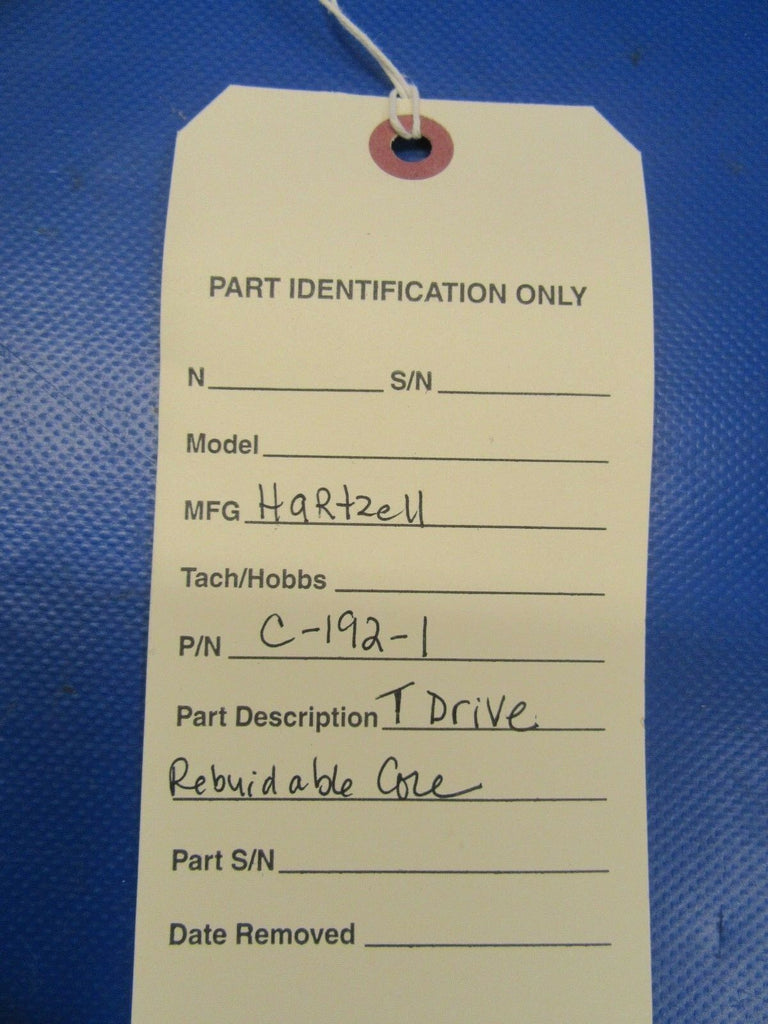 PART IDENTIFICATION ONLY
N S/N
Model
MFG HaRtzell
Tach/Hobbs
P/N C-192-1
Part Description T Drive
Rebuidable Core
Part S/N
Date Removed